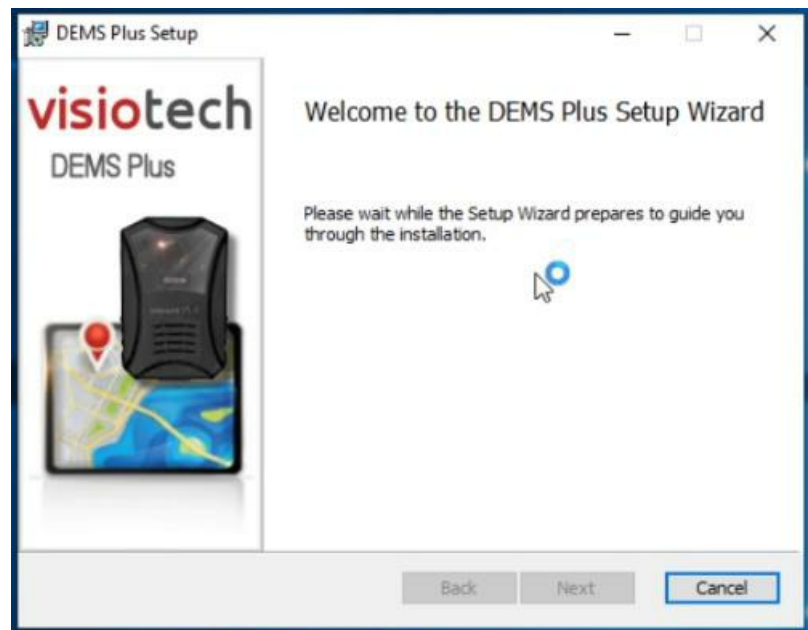 DEMS Plus Setup
visiotech
DEMS Plus
Welcome to the DEMS Plus Setup Wizard
Please wait while the Setup Wizard prepares to guide you
through the installation.
Back
Next
Cancel